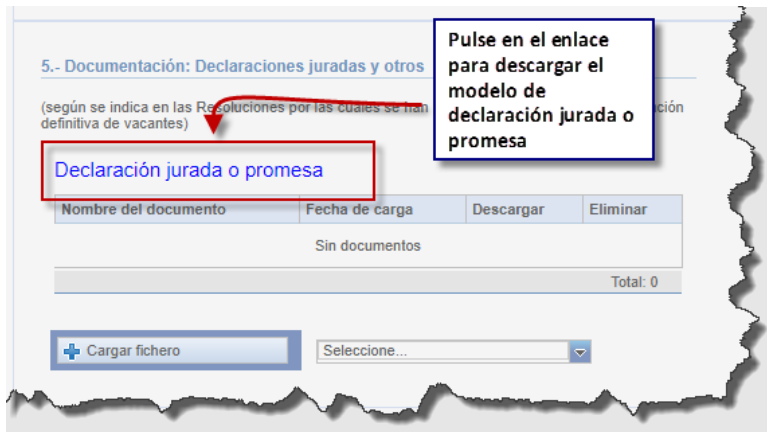 Pulse en el enlace
para descargar el
modelo de
declaración jurada o
promesa
5.- Documentación: Declaraciones juradas y otros
(según se indica en las Resoluciones por las cuales se han
definitiva de vacantes)
Declaración jurada o promesa
Nombre del documento Fecha de carga Descargar Eliminar
Sin documentos
Total: 0
Cargar fichero Seleccione...